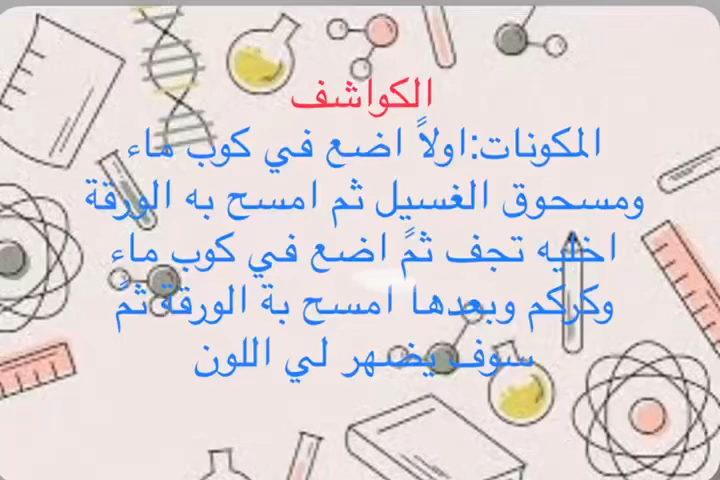 الكواشف
المكونات:اولاً اضع في كوب ماء
ومسحوق الغسيل ثم امسح به الورقة
اخليه تجف ثمً اضع في كوب ماء
وكركم وبعدها امسح بة الورقة ثمً
سوف يضهر لي اللون